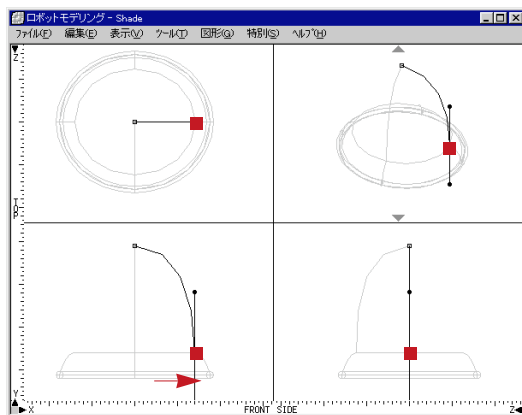 ロボットモデリング - Shade
ファイル(F) 編集(E) 表示(V) ツール(T) 図形(G) 特別(S) ヘルプ(H)
Z
TOP
Y
X FRONT SIDE Z